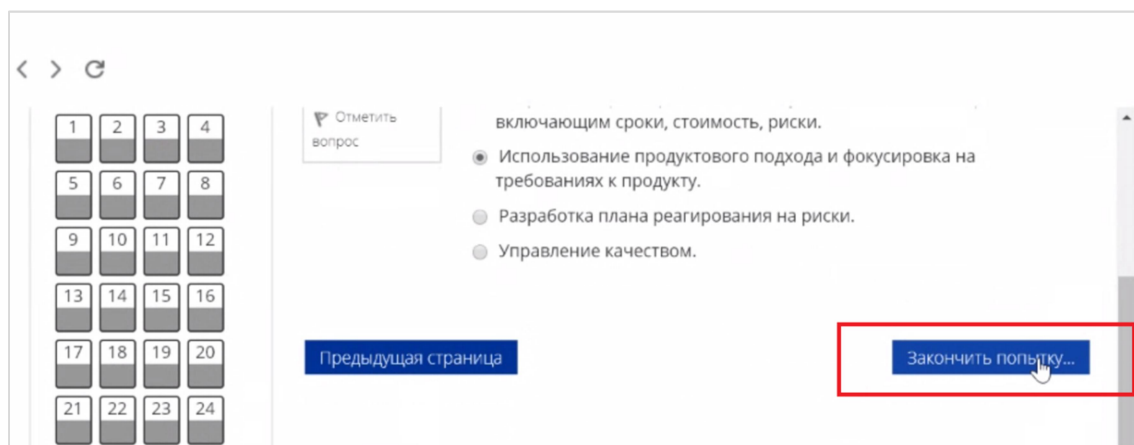 1 2 3 4
5 6 7 8
9 10 11 12
13 14 15 16
17 18 19 20
21 22 23 24
Отметить
вопрос
включающим сроки, стоимость, риски.
Использование продуктового подхода и фокусировка на
требованиях к продукту.
Разработка плана реагирования на риски.
Управление качеством.
Предыдущая страница
Закончить попытку...